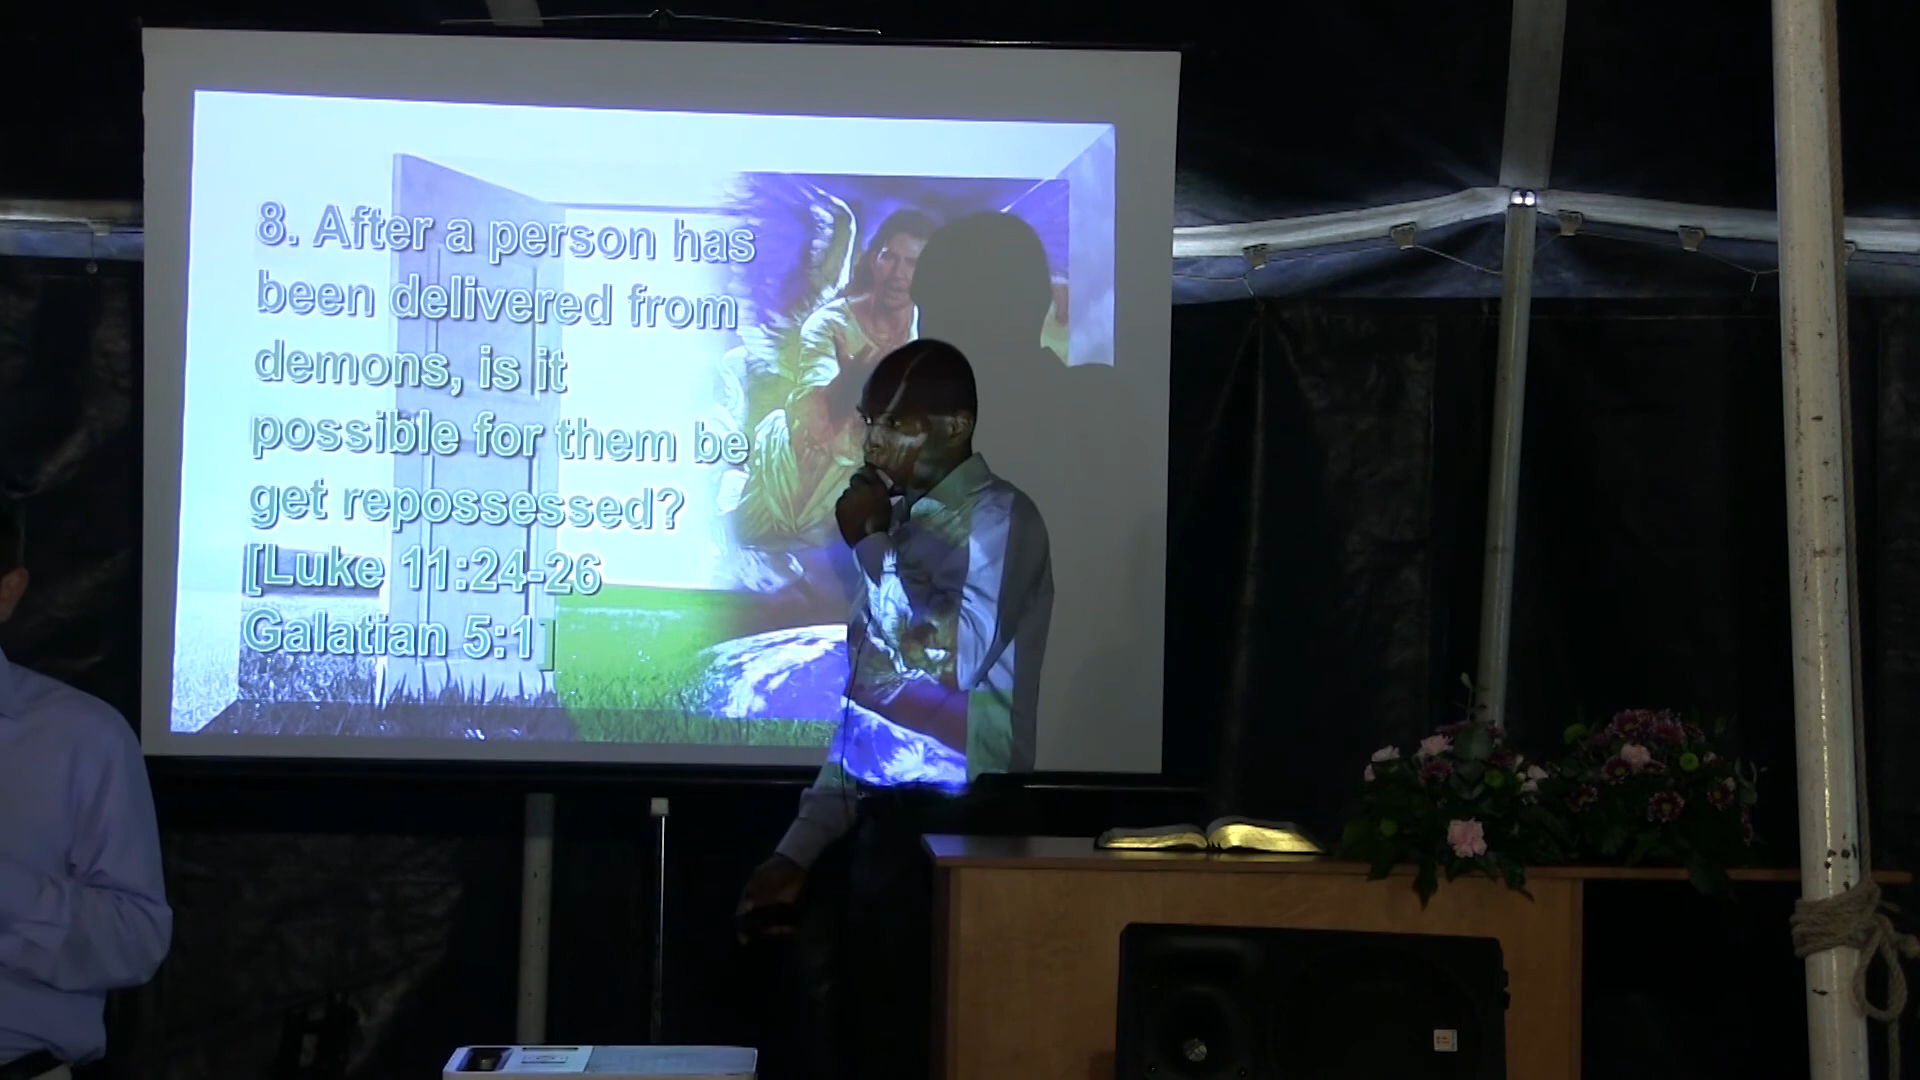 8. After a person has
been delivered from
demons, is it
possible for them be
get repossessed?
[Luke 11:24-26
Galatian 5:1]